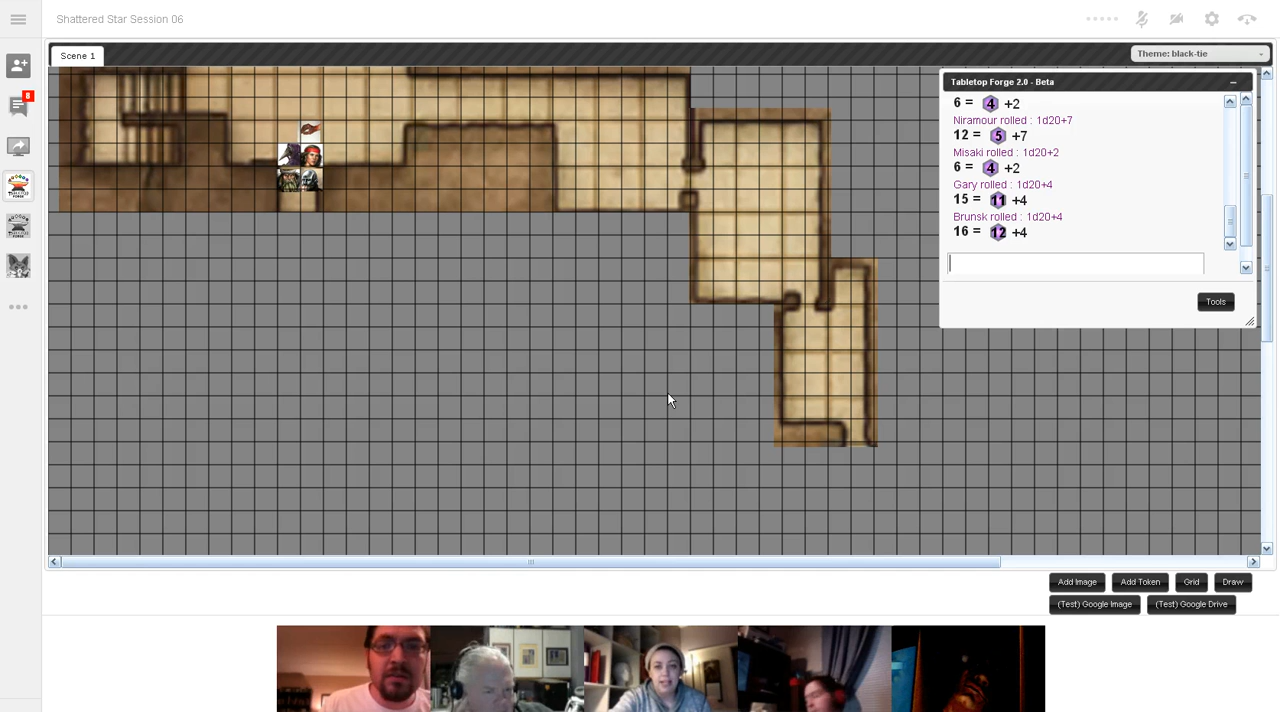 Shattered Star Session 06
Scene 1
Theme: black-tie
8
Tabletop Forge 2.0 - Beta
6 = 4 +2
Niramour rolled : 1d20+7
12 = 5 +7
Misaki rolled : 1d20+2
6 = 4 +2
Gary rolled : 1d20+4
15 = 11 +4
Brunsk rolled : 1d20+4
16 = 12 +4
Tools
Add Image Add Token Grid Draw
(Test) Google Image (Test) Google Drive